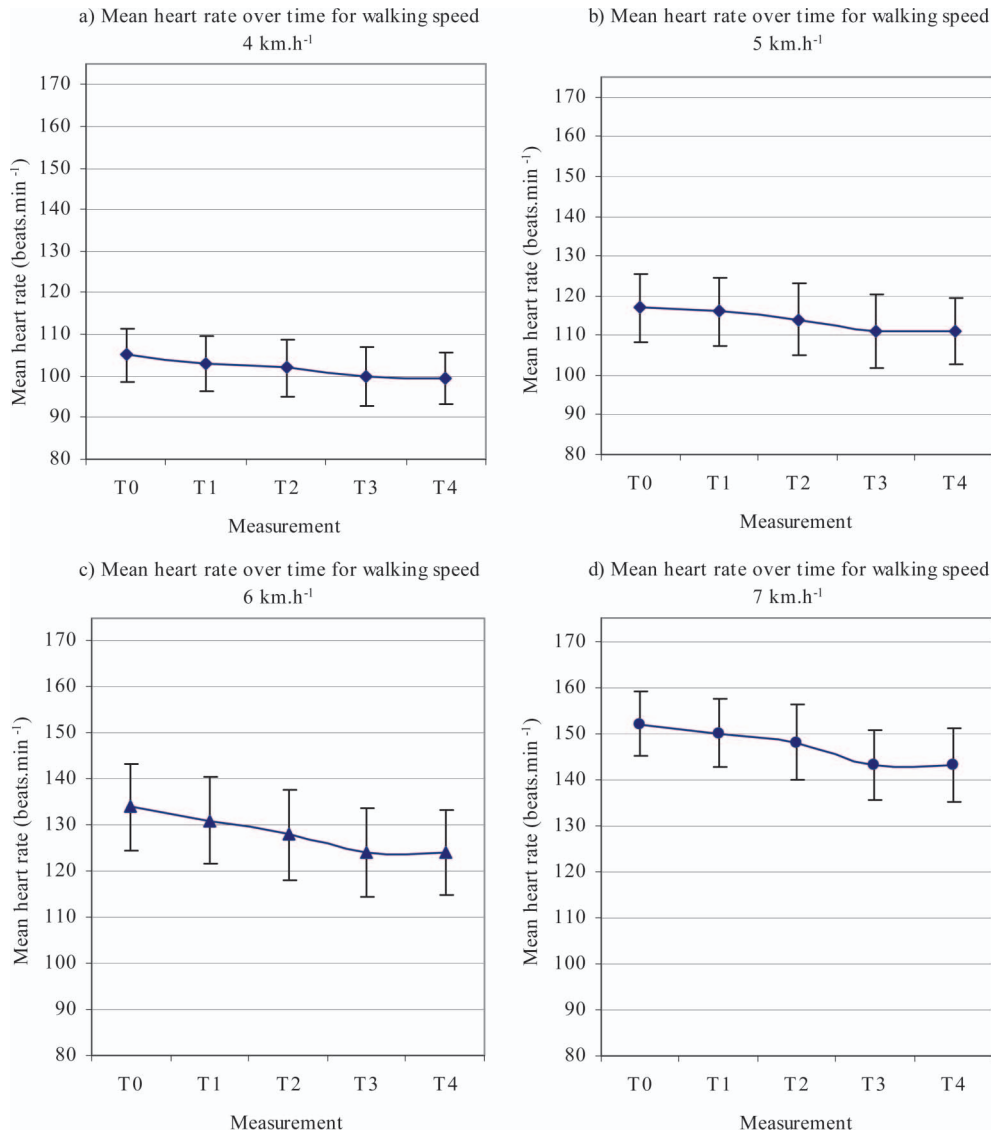 a) Mean heart rate over time for walking speed
4 km.h⁻¹
Mean heart rate (beats.min ⁻¹)
170
160
150
140
130
120
110
100
90
80
T0 T1 T2 T3 T4
Measurement
b) Mean heart rate over time for walking speed
5 km.h⁻¹
Mean heart rate (beats.min ⁻¹)
170
160
150
140
130
120
110
100
90
80
T0 T1 T2 T3 T4
Measurement
c) Mean heart rate over time for walking speed
6 km.h⁻¹
Mean heart rate (beats.min⁻¹)
170
160
150
140
130
120
110
100
90
80
T0 T1 T2 T3 T4
Measurement
d) Mean heart rate over time for walking speed
7 km.h⁻¹
Mean heart rate (beats.min⁻¹)
170
160
150
140
130
120
110
100
90
80
T0 T1 T2 T3 T4
Measurement